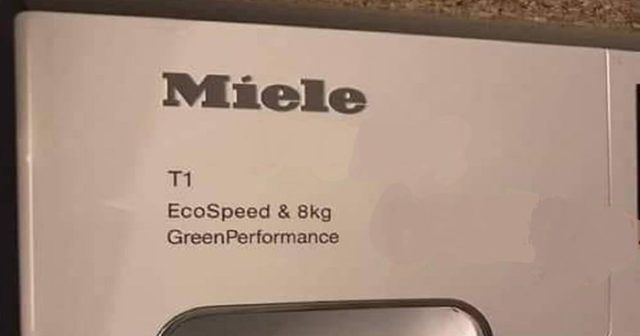 Miele
T1
EcoSpeed & 8kg
GreenPerformance